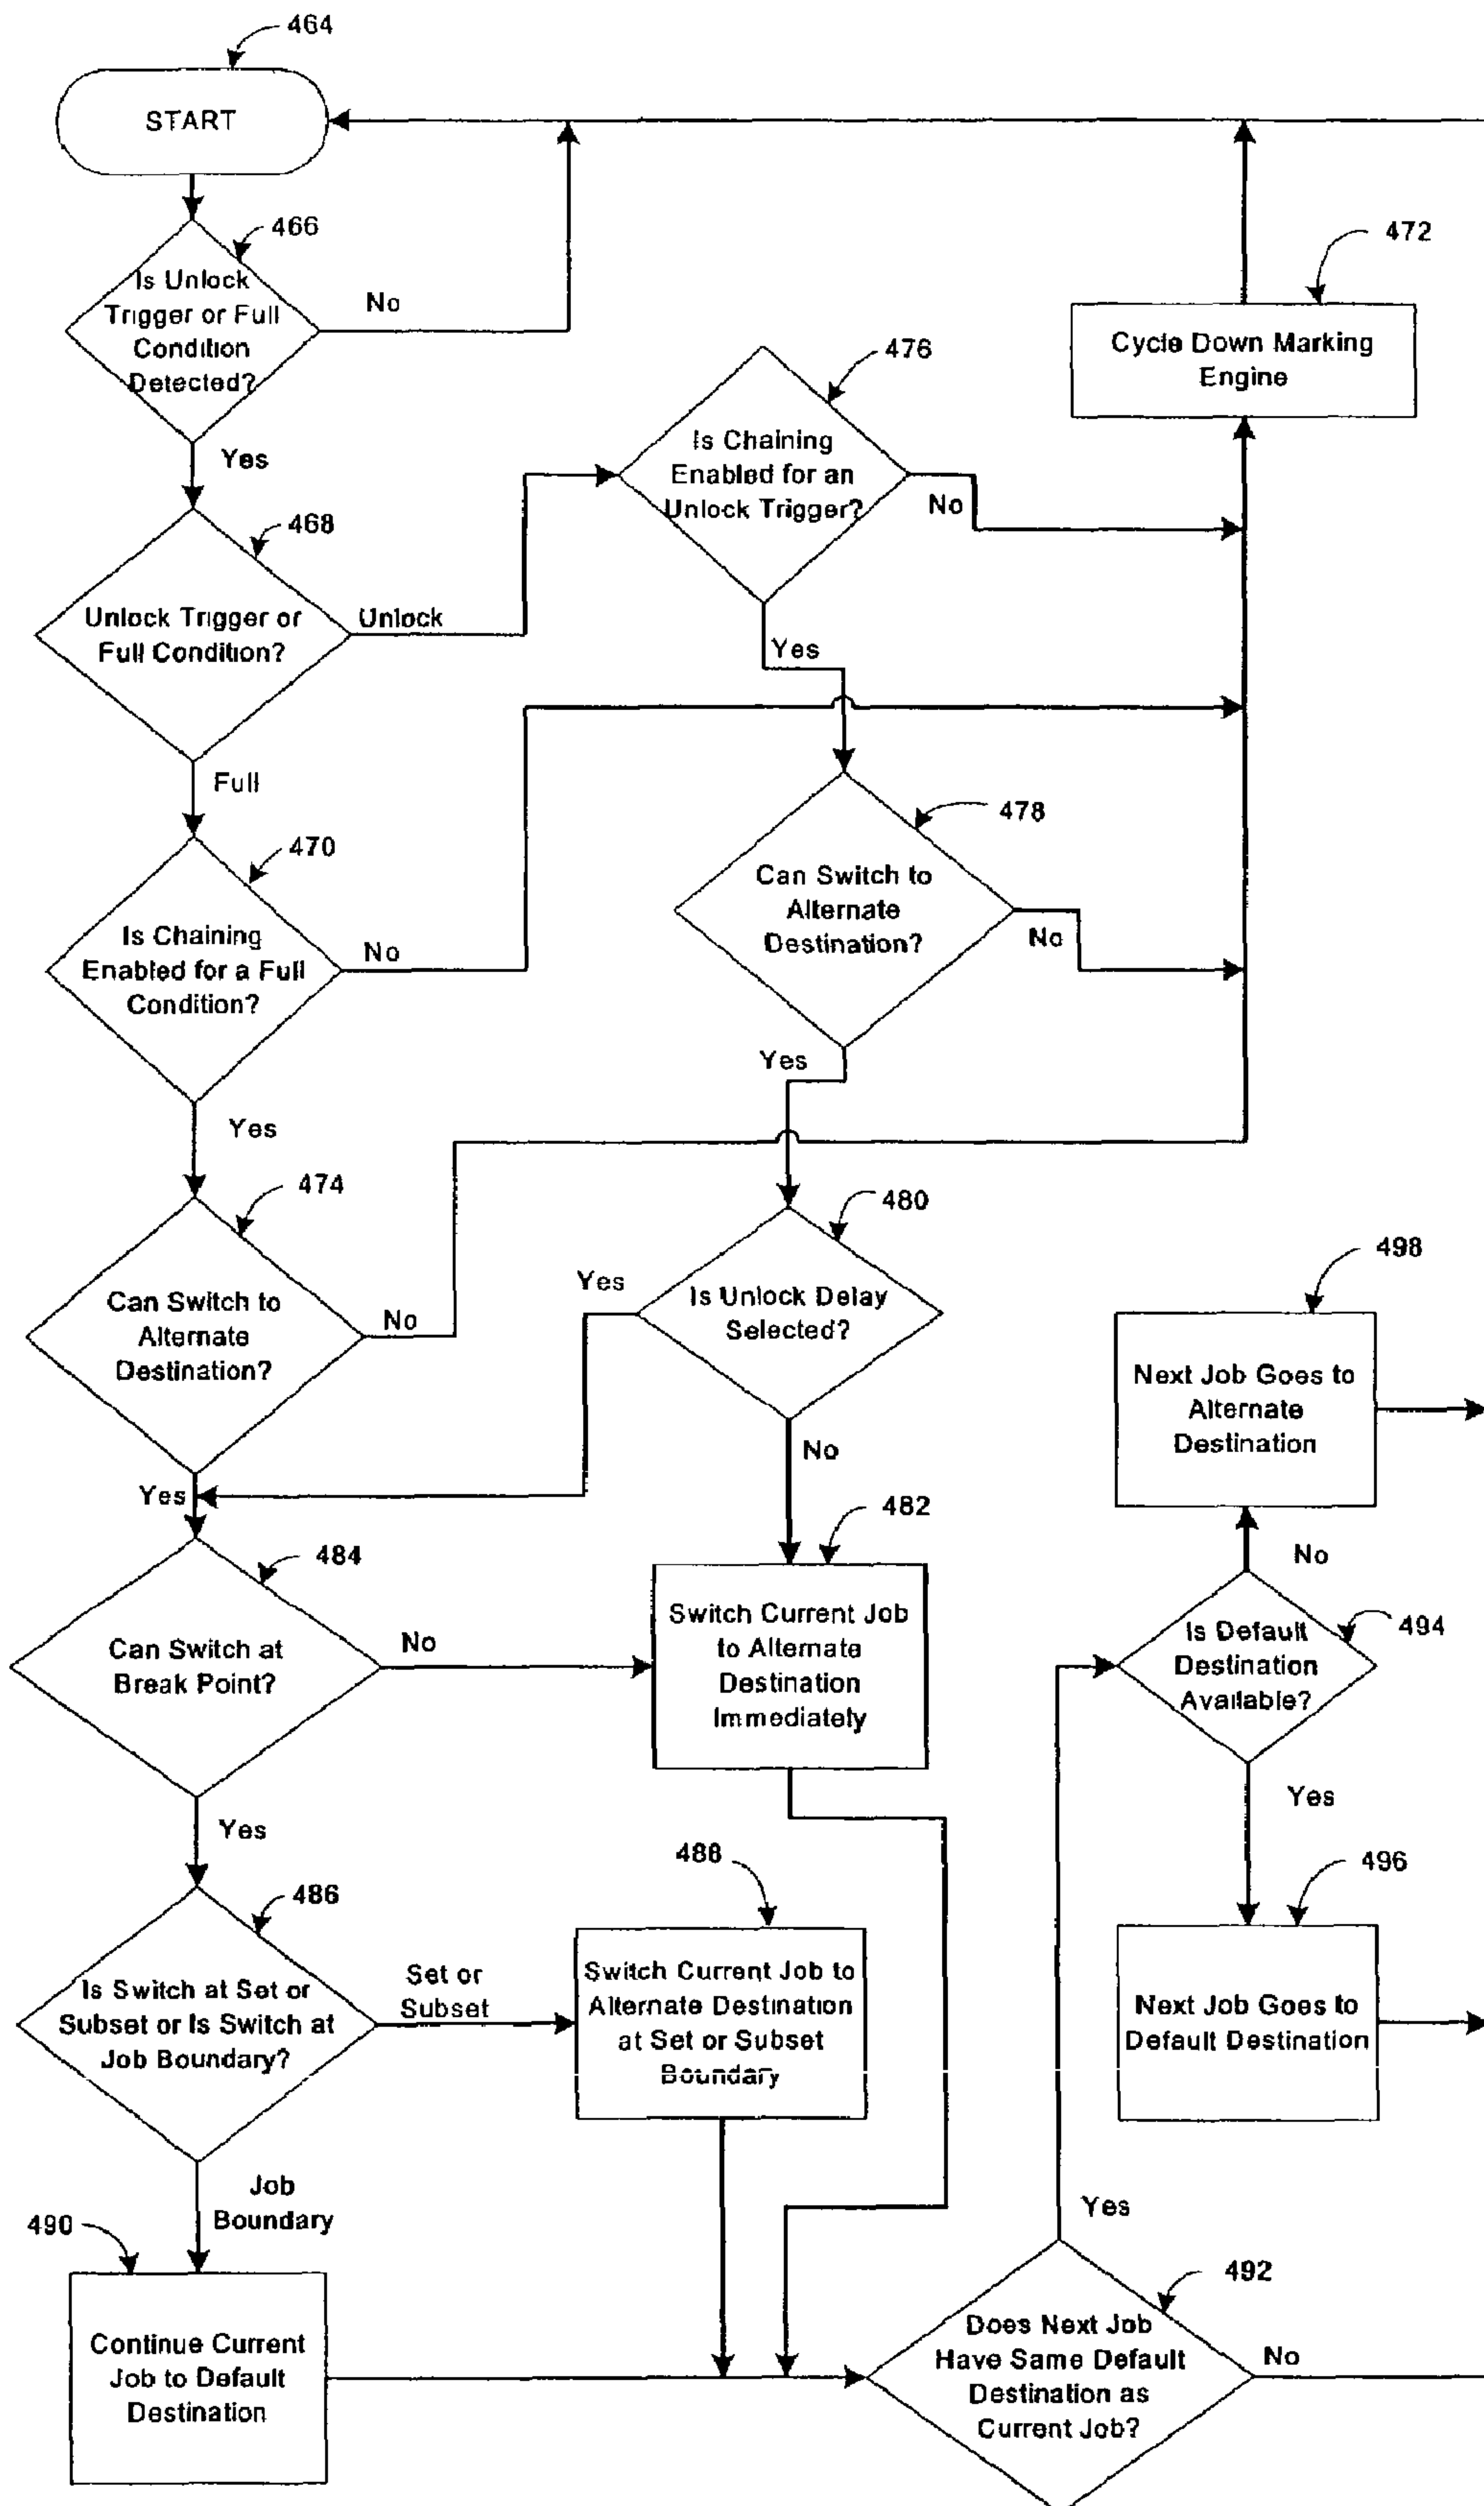 464
START
466
Is Unlock
Trigger or Full
Condition
Detected?
No
Yes
472
Cycle Down Marking
Engine
476
Is Chaining
Enabled for an
Unlock Trigger?
No
Yes
468
Unlock Trigger or
Full Condition?
Unlock
Full
470
Is Chaining
Enabled for a Full
Condition?
No
Yes
478
Can Switch to
Alternate
Destination?
No
Yes
474
Can Switch to
Alternate
Destination?
No
Yes
480
Is Unlock Delay
Selected?
Yes
No
498
Next Job Goes to
Alternate
Destination
No
482
Switch Current Job
to Alternate
Destination
Immediately
484
Can Switch at
Break Point?
No
Yes
494
Is Default
Destination
Available?
Yes
496
Next Job Goes to
Default Destination
486
Is Switch at Set or
Subset or Is Switch at
Job Boundary?
Set or
Subset
488
Switch Current Job to
Alternate Destination
at Set or Subset
Boundary
Job
Boundary
490
Continue Current
Job to Default
Destination
Yes
492
Does Next Job
Have Same Default
Destination as
Current Job?
No